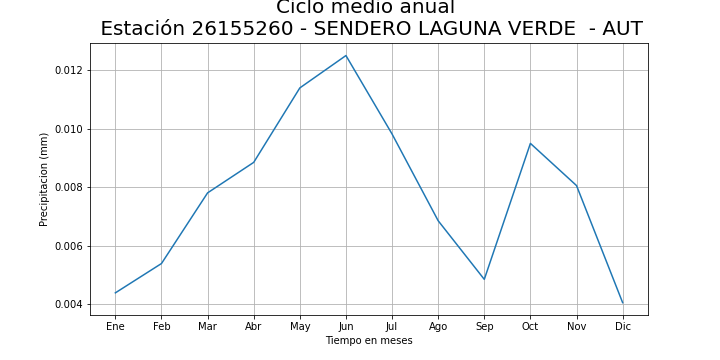 Ciclo medio anual
Estación 26155260 - SENDERO LAGUNA VERDE  - AUT
0.012
0.010
0.008
0.006
0.004
Precipitacion (mm)
Ene Feb Mar Abr May Jun Jul Ago Sep Oct Nov Dic
Tiempo en meses